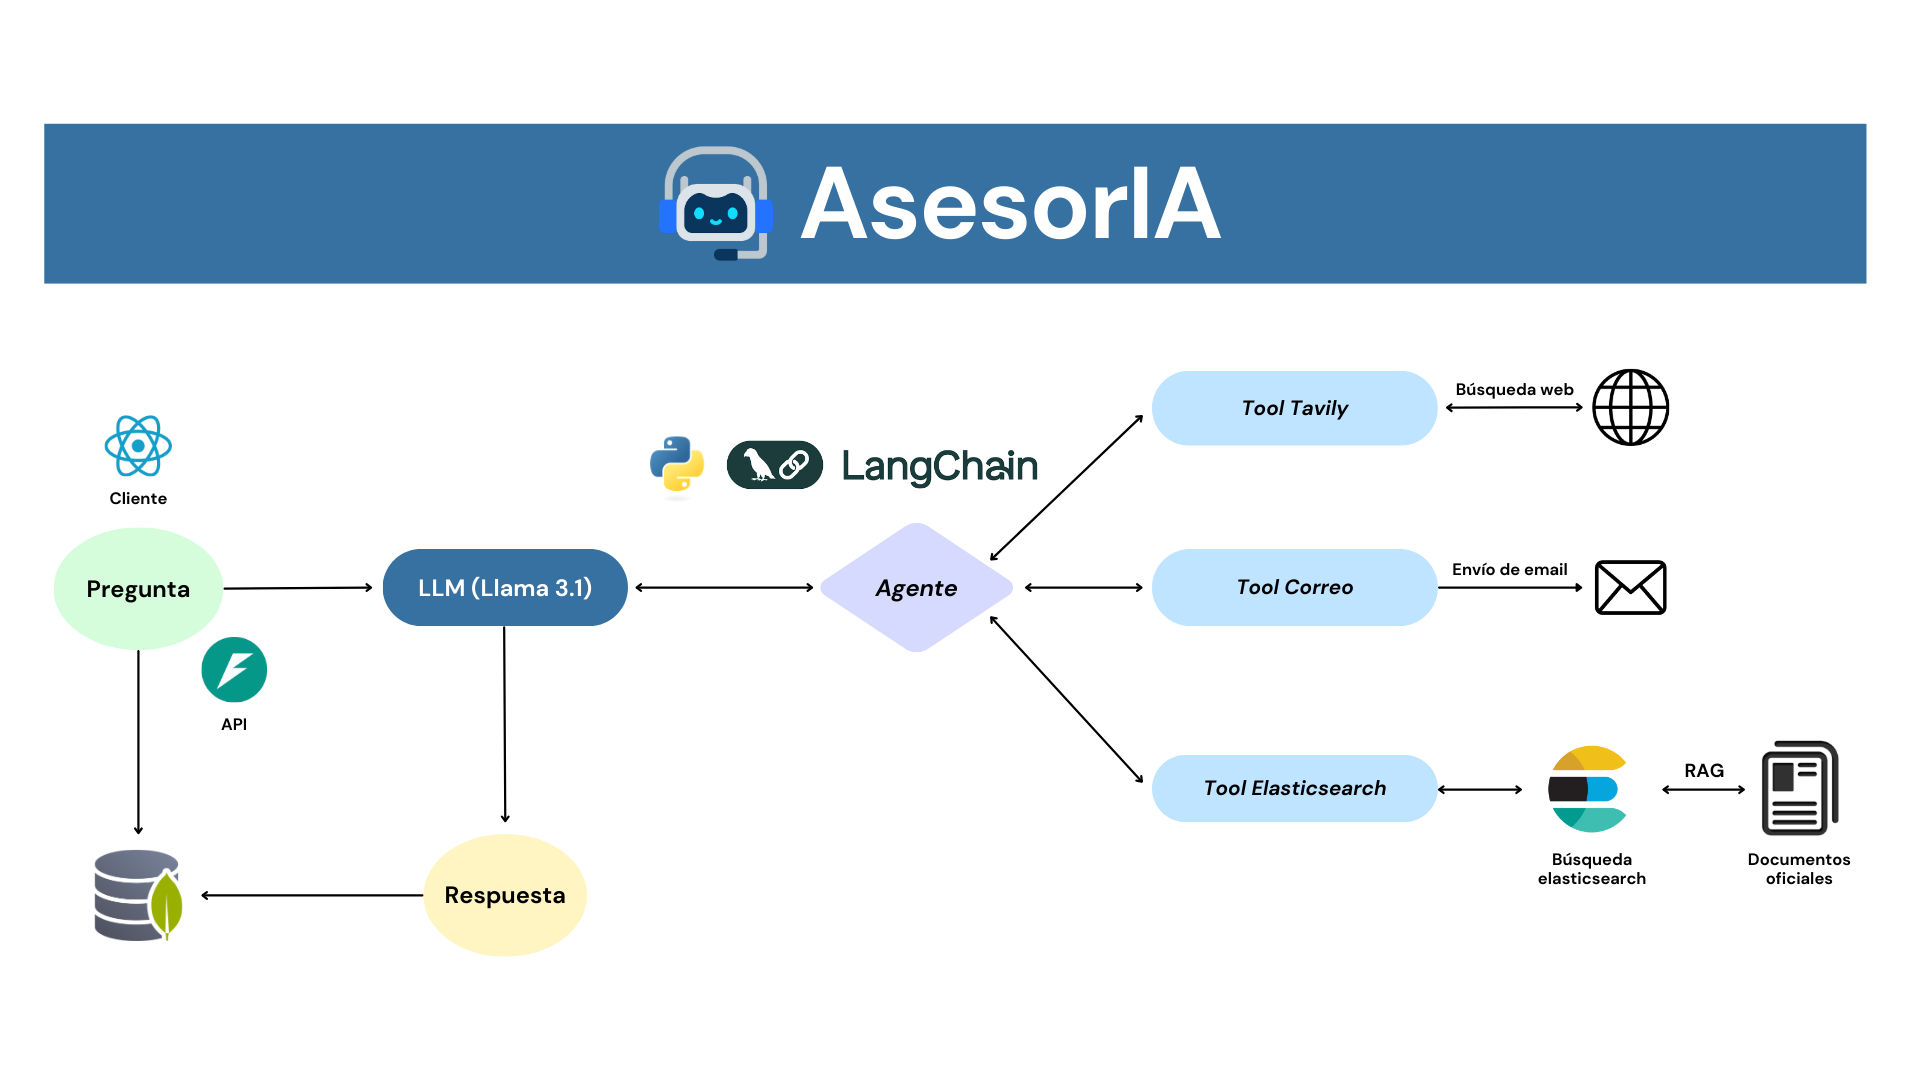 AsesorIA
Cliente
Pregunta
API
LLM (Llama 3.1)
Respuesta
LangChain
Agente
Tool Tavily
Búsqueda web
Tool Correo
Envío de email
Tool Elasticsearch
Búsqueda
elasticsearch
RAG
Documentos
oficiales